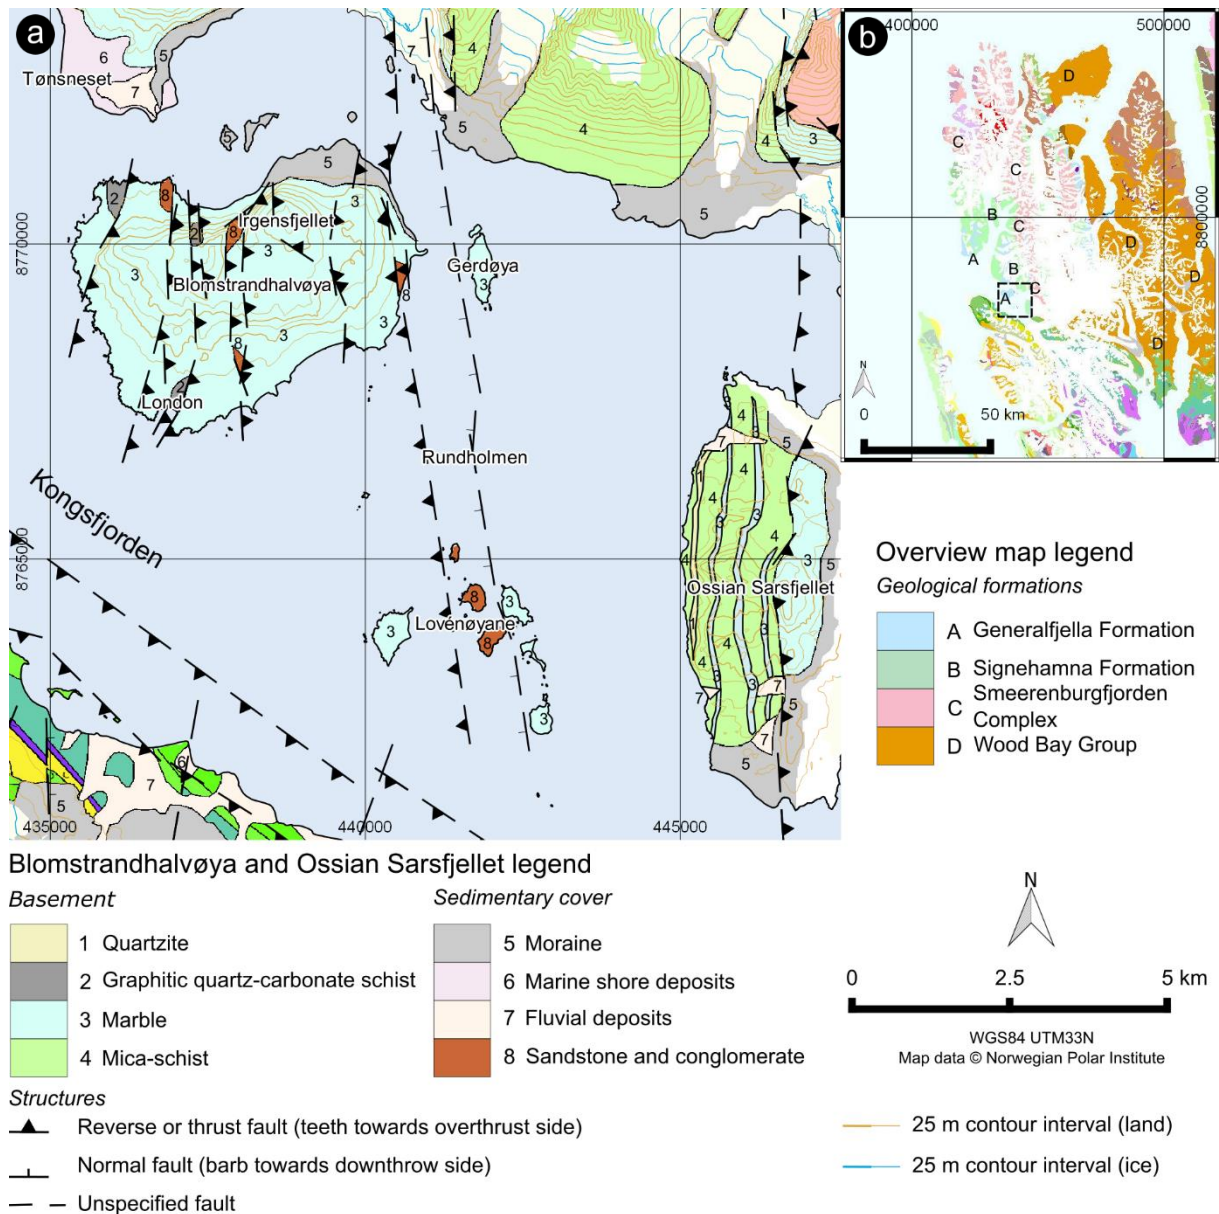 a
Tønsneset
6
5
7
7
4
5
4
4
3
5
5
5
2
8
2
8
Irgensfjellet
3
3
3
Blomstrandhalvøya
3
3
8
8
2
London
Gerdøya
3
8770000
Rundholmen
Kongsfjorden
8765000
8
3
3
Lovénøyane
8
3
4
8
5
7
1
4
4
3
3
4
4
3
5
Ossian Sarsfjellet
1
3
4
3
3
7
7
5
7
5
6
7
5
435000
440000
445000
b
400000
500000
D
C
C
B
C
A
B
A
C
D
D
D
8800000
N
0
50 km
Overview map legend
Geological formations
A Generalfjella Formation
B Signehamna Formation
C Smeerenburgfjorden
Complex
D Wood Bay Group
Blomstrandhalvøya and Ossian Sarsfjellet legend
Basement
1 Quartzite
2 Graphitic quartz-carbonate schist
3 Marble
4 Mica-schist
Sedimentary cover
5 Moraine
6 Marine shore deposits
7 Fluvial deposits
8 Sandstone and conglomerate
N
0
2.5
5 km
WGS84 UTM33N
Map data © Norwegian Polar Institute
Structures
Reverse or thrust fault (teeth towards overthrust side)
Normal fault (barb towards downthrow side)
Unspecified fault
25 m contour interval (land)
25 m contour interval (ice)